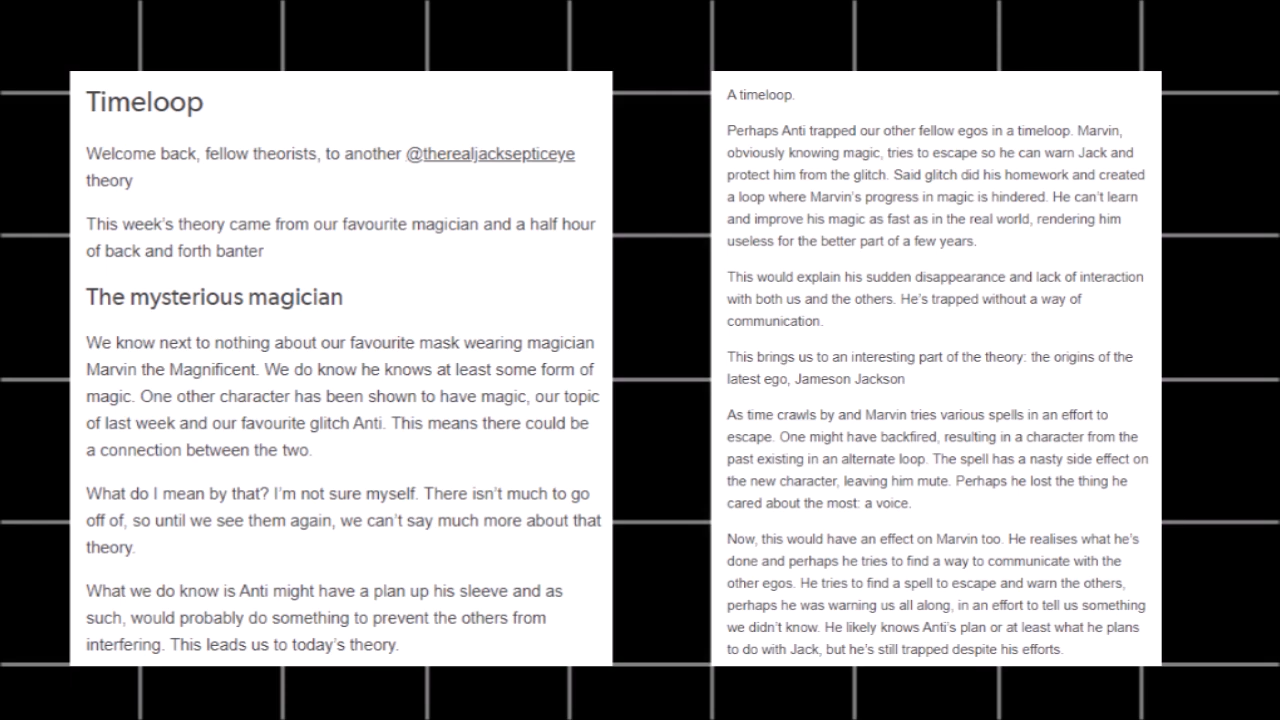 Timeloop
Welcome back, fellow theorists, to another @therealjacksepticeye
theory
This week's theory came from our favourite magician and a half hour
of back and forth banter
The mysterious magician
We know next to nothing about our favourite mask wearing magician
Marvin the Magnificent. We do know he knows at least some form of
magic. One other character has been shown to have magic, our topic
of last week and our favourite glitch Anti. This means there could be
a connection between the two.
What do I mean by that? I'm not sure myself. There isn't much to go
off of, so until we see them again, we can't say much more about that
theory.
What we do know is Anti might have a plan up his sleeve and as
such, would probably do something to prevent the others from
interfering. This leads us to today's theory.
A timeloop.
Perhaps Anti trapped our other fellow egos in a timeloop. Marvin,
obviously knowing magic, tries to escape so he can warn Jack and
protect him from the glitch. Said glitch did his homework and created
a loop where Marvin's progress in magic is hindered. He can't learn
and improve his magic as fast as in the real world, rendering him
useless for the better part of a few years.
This would explain his sudden disappearance and lack of interaction
with both us and the others. He's trapped without a way of
communication.
This brings us to an interesting part of the theory: the origins of the
latest ego, Jameson Jackson
As time crawls by and Marvin tries various spells in an effort to
escape. One might have backfired, resulting in a character from the
past existing in an alternate loop. The spell has a nasty side effect on
the new character, leaving him mute. Perhaps he lost the thing he
cared about the most: a voice.
Now, this would have an effect on Marvin too. He realises what he's
done and perhaps he tries to find a way to communicate with the
other egos. He tries to find a spell to escape and warn the others,
perhaps he was warning us all along, in an effort to tell us something
we didn't know. He likely knows Anti's plan or at least what he plans
to do with Jack, but he's still trapped despite his efforts.